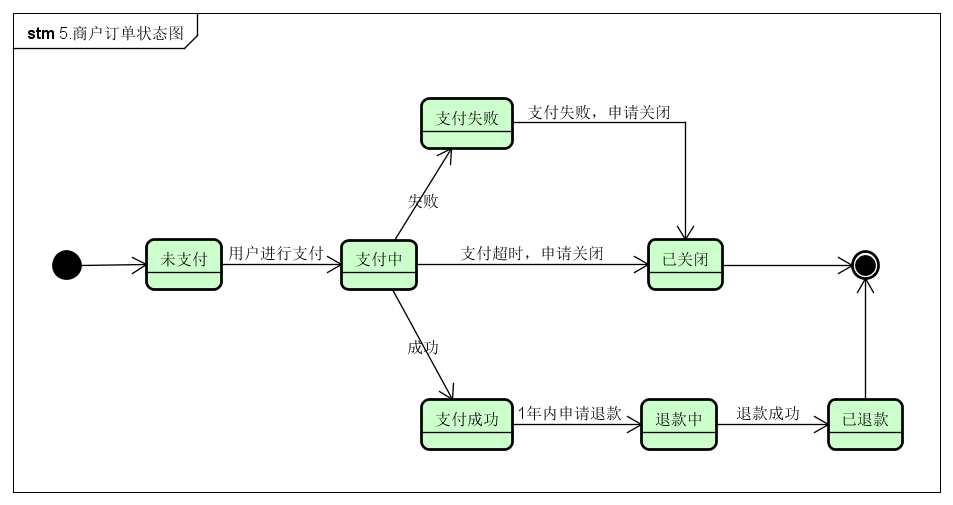 stm 5.商户订单状态图
支付失败
支付失败，申请关闭
失败
未支付
用户进行支付
支付中
支付超时，申请关闭
已关闭
成功
支付成功
1年内申请退款
退款中
退款成功
已退款